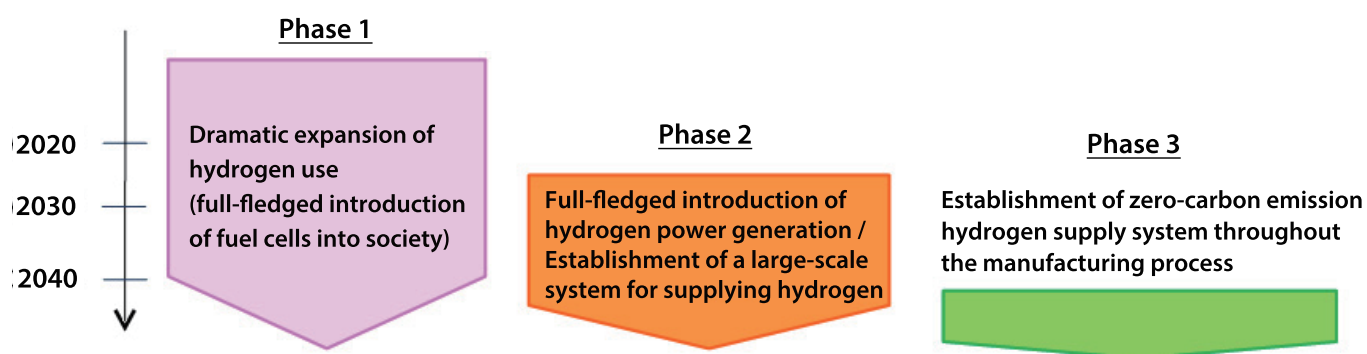 Phase 1
2020
2030
2040
Dramatic expansion of
hydrogen use
(full-fledged introduction
of fuel cells into society)
Phase 2
Full-fledged introduction of
hydrogen power generation /
Establishment of a large-scale
system for supplying hydrogen
Phase 3
Establishment of zero-carbon emission
hydrogen supply system throughout
the manufacturing process